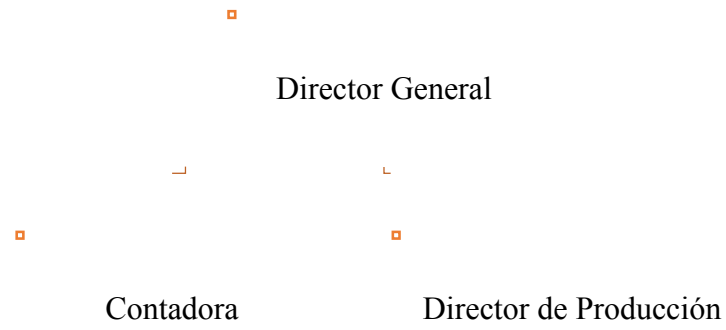 Director General
Contadora
Director de Producción